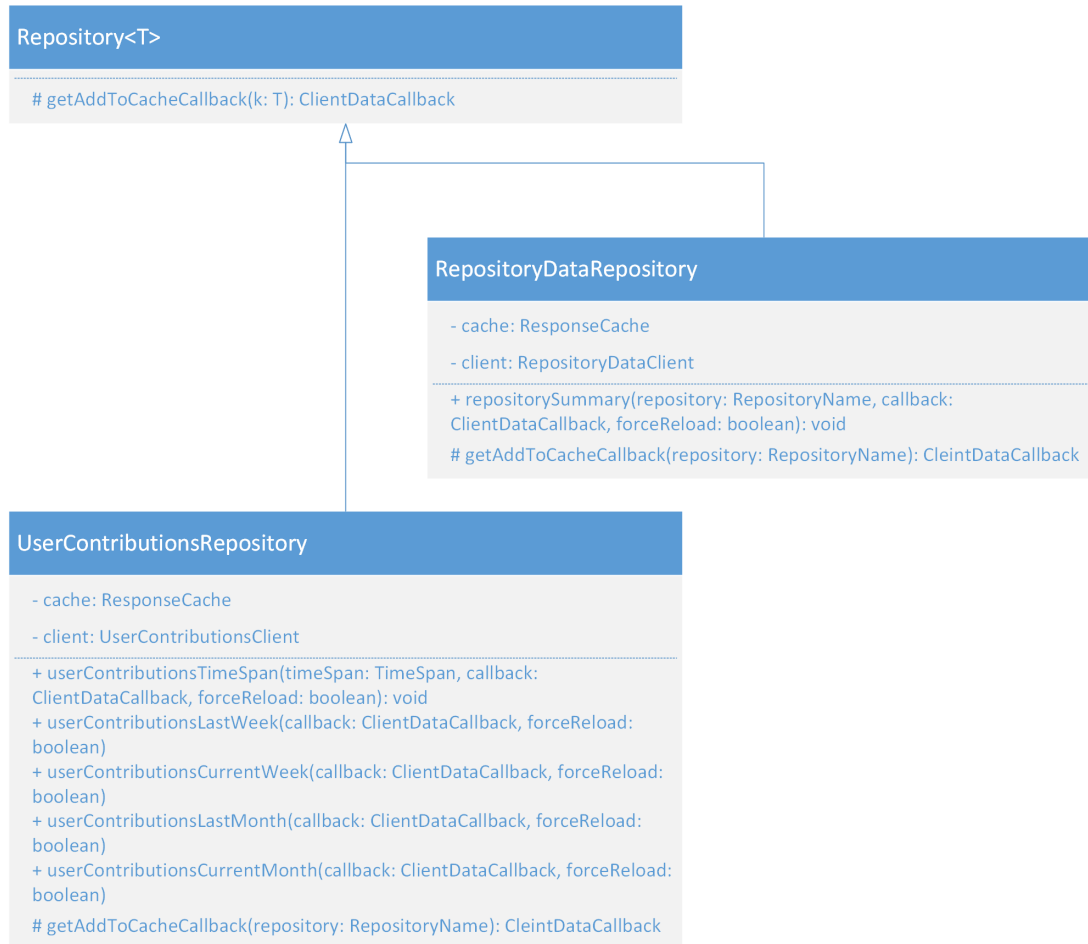 Repository<T>
# getAddToCacheCallback(k: T): ClientDataCallback
RepositoryDataRepository
- cache: ResponseCache
- client: RepositoryDataClient
+ repositorySummary(repository: RepositoryName, callback:
ClientDataCallback, forceReload: boolean): void
# getAddToCacheCallback(repository: RepositoryName): CleintDataCallback
UserContributionsRepository
- cache: ResponseCache
- client: UserContributionsClient
+ userContributionsTimeSpan(timeSpan: TimeSpan, callback:
ClientDataCallback, forceReload: boolean): void
+ userContributionsLastWeek(callback: ClientDataCallback, forceReload:
boolean)
+ userContributionsCurrentWeek(callback: ClientDataCallback, forceReload:
boolean)
+ userContributionsLastMonth(callback: ClientDataCallback, forceReload:
boolean)
+ userContributionsCurrentMonth(callback: ClientDataCallback, forceReload:
boolean)
# getAddToCacheCallback(repository: RepositoryName): CleintDataCallback